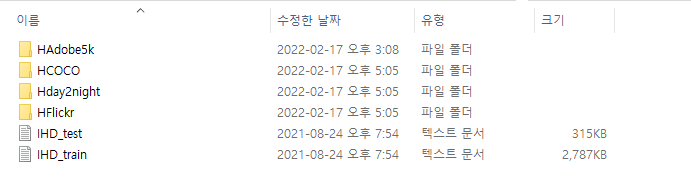 이름 수정한 날짜 유형 크기
HAdobe5k 2022-02-17 오후 3:08 파일 폴더
HCOCO 2022-02-17 오후 5:05 파일 폴더
Hday2night 2022-02-17 오후 5:05 파일 폴더
HFlickr 2022-02-17 오후 5:05 파일 폴더
IHD_test 2021-08-24 오후 7:54 텍스트 문서 315KB
IHD_train 2021-08-24 오후 7:54 텍스트 문서 2,787KB